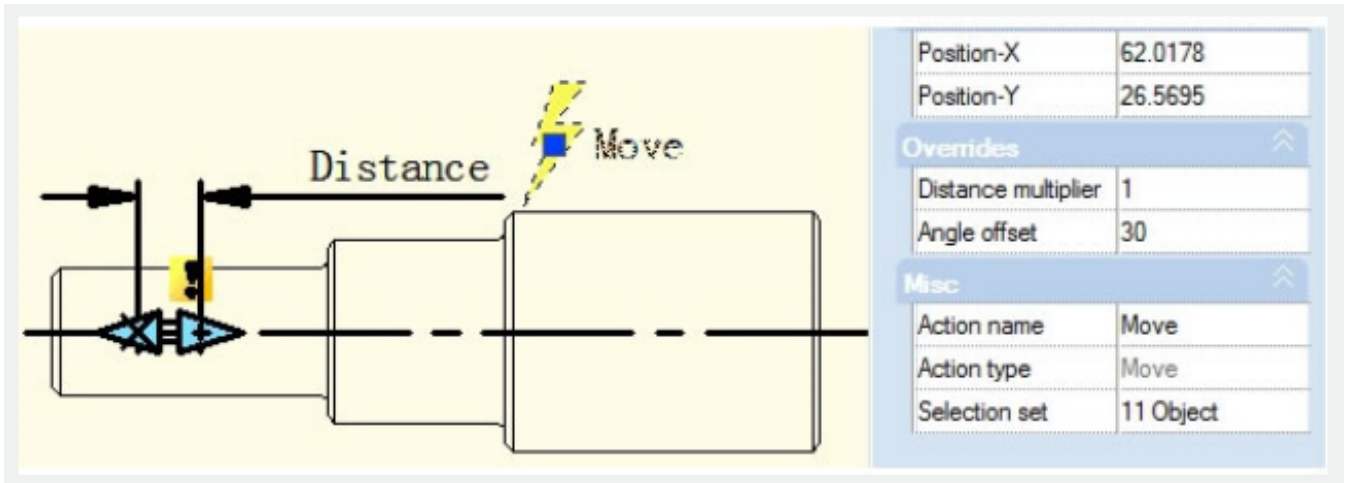 Distance
Move
Position-X 62.0178
Position-Y 26.5695
Overrides
Distance multiplier 1
Angle offset 30
Misc
Action name Move
Action type Move
Selection set 11 Object